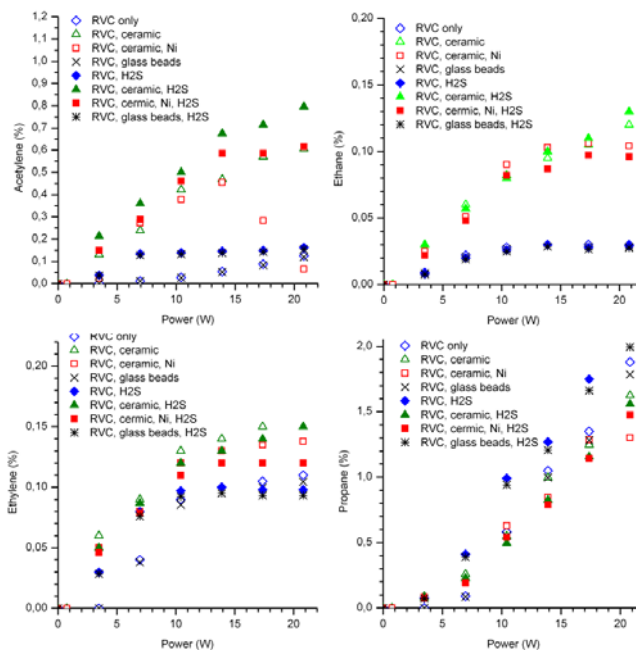 1,2
1,1
1,0
0,9
0,8
0,7
0,6
0,5
0,4
0,3
0,2
0,1
0,0
Acetylene (%)
RVC only
RVC, ceramic
RVC, ceramic, Ni
RVC, glass beads
RVC, H2S
RVC, ceramic, H2S
RVC, cermic, Ni, H2S
RVC, glass beads, H2S
0 5 10 15 20
Power (W)
0,20
0,15
0,10
0,05
0,00
Ethane (%)
RVC only
RVC, ceramic
RVC, ceramic, Ni
RVC, glass beads
RVC, H2S
RVC, ceramic, H2S
RVC, cermic, Ni, H2S
RVC, glass beads, H2S
0 5 10 15 20
Power (W)
0,20
0,15
0,10
0,05
0,00
Ethylene (%)
RVC only
RVC, ceramic
RVC, ceramic, Ni
RVC, glass beads
RVC, H2S
RVC, ceramic, H2S
RVC, cermic, Ni, H2S
RVC, glass beads, H2S
0 5 10 15 20
Power (W)
2,0
1,5
1,0
0,5
0,0
Propane (%)
RVC only
RVC, ceramic
RVC, ceramic, Ni
RVC, glass beads
RVC, H2S
RVC, ceramic, H2S
RVC, cermic, Ni, H2S
RVC, glass beads, H2S
0 5 10 15 20
Power (W)